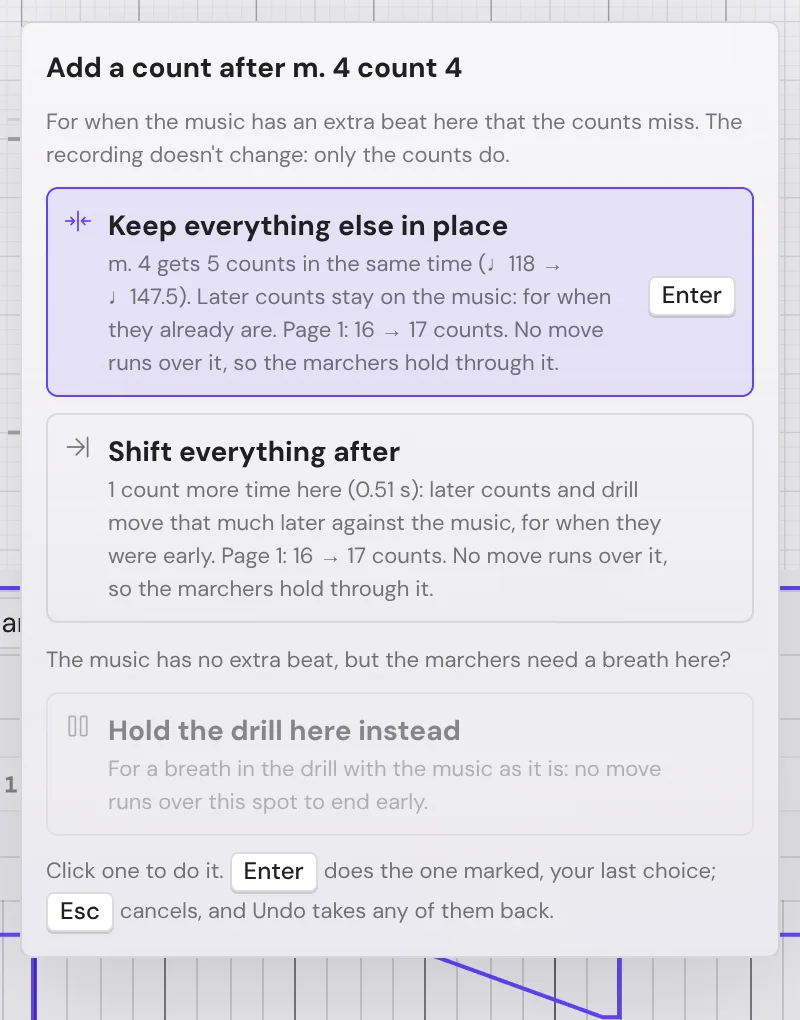 Add a count after m. 4 count 4
For when the music has an extra beat here that the counts miss. The
recording doesn't change: only the counts do.
Keep everything else in place
m. 4 gets 5 counts in the same time (♩ 118 →
♩ 147.5). Later counts stay on the music: for when
they already are. Page 1: 16 → 17 counts. No move
runs over it, so the marchers hold through it.
Enter
Shift everything after
1 count more time here (0.51 s): later counts and drill
move that much later against the music, for when they
were early. Page 1: 16 → 17 counts. No move runs over it,
so the marchers hold through it.
The music has no extra beat, but the marchers need a breath here?
Hold the drill here instead
For a breath in the drill with the music as it is: no move
runs over this spot to end early.
1
Click one to do it. Enter does the one marked, your last choice;
Esc cancels, and Undo takes any of them back.